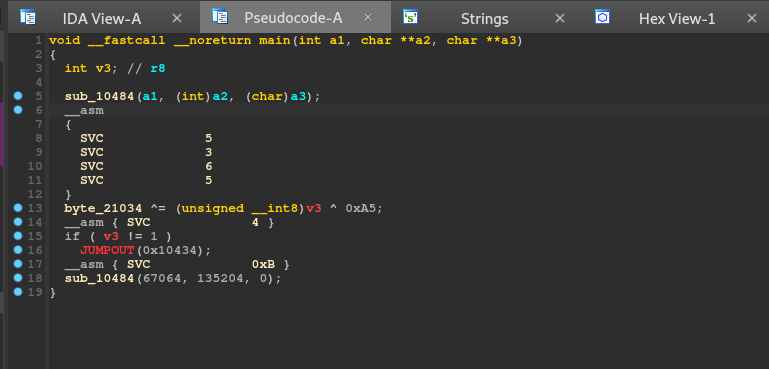 IDA View-A Pseudocode-A Strings Hex View-1
1 void __fastcall __noreturn main(int a1, char **a2, char **a3)
2 {
3 int v3; // r8
4
5 sub_10484(a1, (int)a2, (char)a3);
6 __asm
7 {
8 SVC 5
9 SVC 3
10 SVC 6
11 SVC 5
12 }
13 byte_21034 ^= (unsigned __int8)v3 ^ 0xA5;
14 __asm { SVC 4 }
15 if ( v3 != 1 )
16 JUMPOUT(0x10434);
17 __asm { SVC 0xB }
18 sub_10484(67064, 135204, 0);
19 }